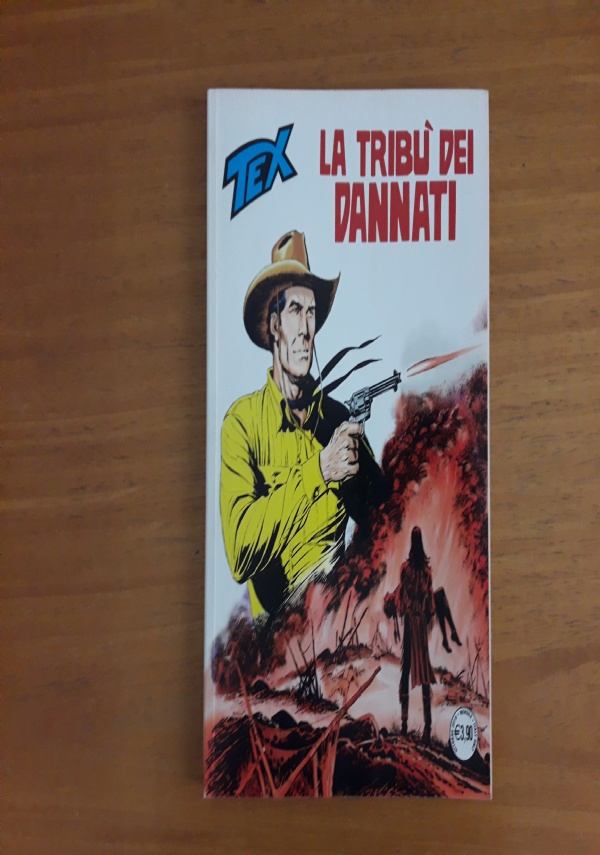 TEX
LA TRIBÙ DEI
DANNATI
€3,90